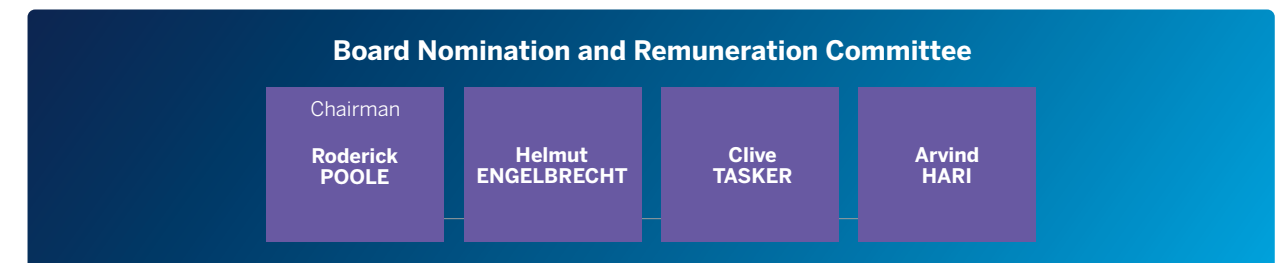 Board Nomination and Remuneration Committee
Chairman
Roderick
POOLE
Helmut
ENGELBRECHT
Clive
TASKER
Arvind
HARI